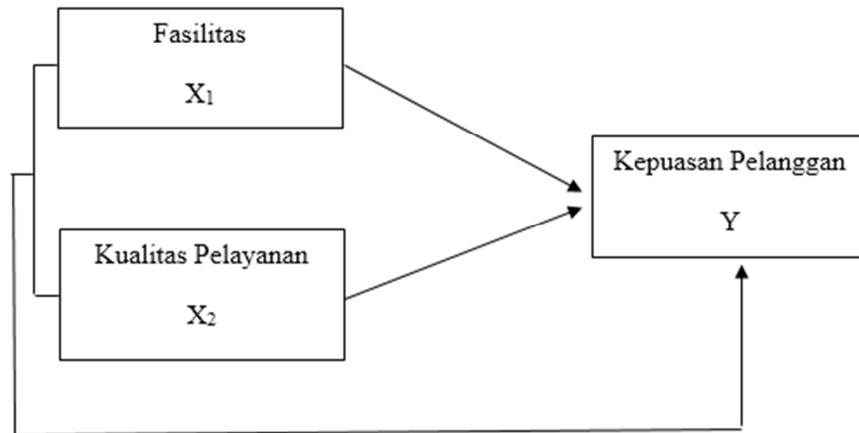 Fasilitas
X₁
Kepuasan Pelanggan
Y
Kualitas Pelayanan
X₂